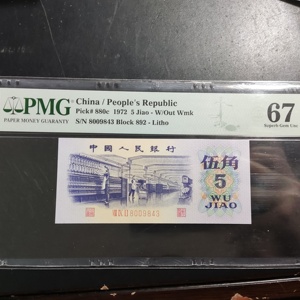 PMG
PAPER MONEY GUARANTY
China / People's Republic
Pick# 880c 1972 5 Jiao - W/Out Wmk
S/N 8009843 Block 892 - Litho
67
Superb Gem Unc
中国人民银行
伍角
5
WU
JIAO
8009843